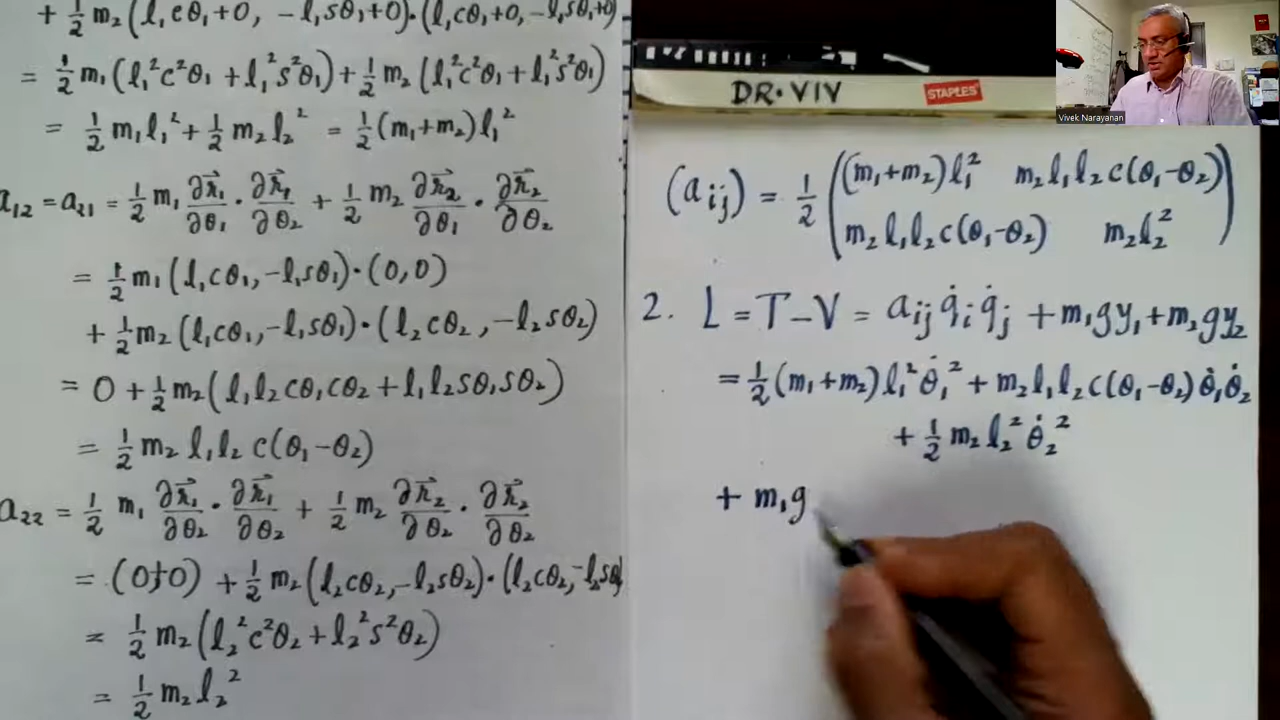 + 1/2 m₂(l₁cθ₁+0, -l₁sθ₁+0)·(l₁cθ₁+0, -l₁sθ₁+0)
= 1/2 m₁(l₁²c²θ₁ + l₁²s²θ₁) + 1/2 m₂(l₁²c²θ₁ + l₁²s²θ₁)
= 1/2 m₁l₁² + 1/2 m₂l₂² = 1/2(m₁+m₂)l₁²
a₁₂ = a₂₁ = 1/2 m₁ ∂r⃗₁/∂θ₁ · ∂r⃗₁/∂θ₂ + 1/2 m₂ ∂r⃗₂/∂θ₁ · ∂r⃗₂/∂θ₂
= 1/2 m₁(l₁cθ₁, -l₁sθ₁)·(0,0)
+ 1/2 m₂(l₁cθ₁, -l₁sθ₁)·(l₂cθ₂, -l₂sθ₂)
= 0 + 1/2 m₂(l₁l₂cθ₁cθ₂ + l₁l₂sθ₁sθ₂)
= 1/2 m₂ l₁l₂ c(θ₁-θ₂)
a₂₂ = 1/2 m₁ ∂r⃗₁/∂θ₂ · ∂r⃗₁/∂θ₂ + 1/2 m₂ ∂r⃗₂/∂θ₂ · ∂r⃗₂/∂θ₂
= (0+0) + 1/2 m₂(l₂cθ₂, -l₂sθ₂)·(l₂cθ₂, -l₂sθ₂)
= 1/2 m₂(l₂²c²θ₂ + l₂²s²θ₂)
= 1/2 m₂l₂²
DR·VIV STAPLES
Vivek Narayanan
(aᵢⱼ) = 1/2 ( (m₁+m₂)l₁² m₂l₁l₂c(θ₁-θ₂)
m₂l₁l₂c(θ₁-θ₂) m₂l₂² )
2. L = T-V = aᵢⱼ q̇ᵢ q̇ⱼ + m₁gy₁ + m₂gy₂
= 1/2(m₁+m₂)l₁²θ̇₁² + m₂l₁l₂c(θ₁-θ₂)θ̇₁θ̇₂
+ 1/2 m₂l₂²θ̇₂²
+ m₁g